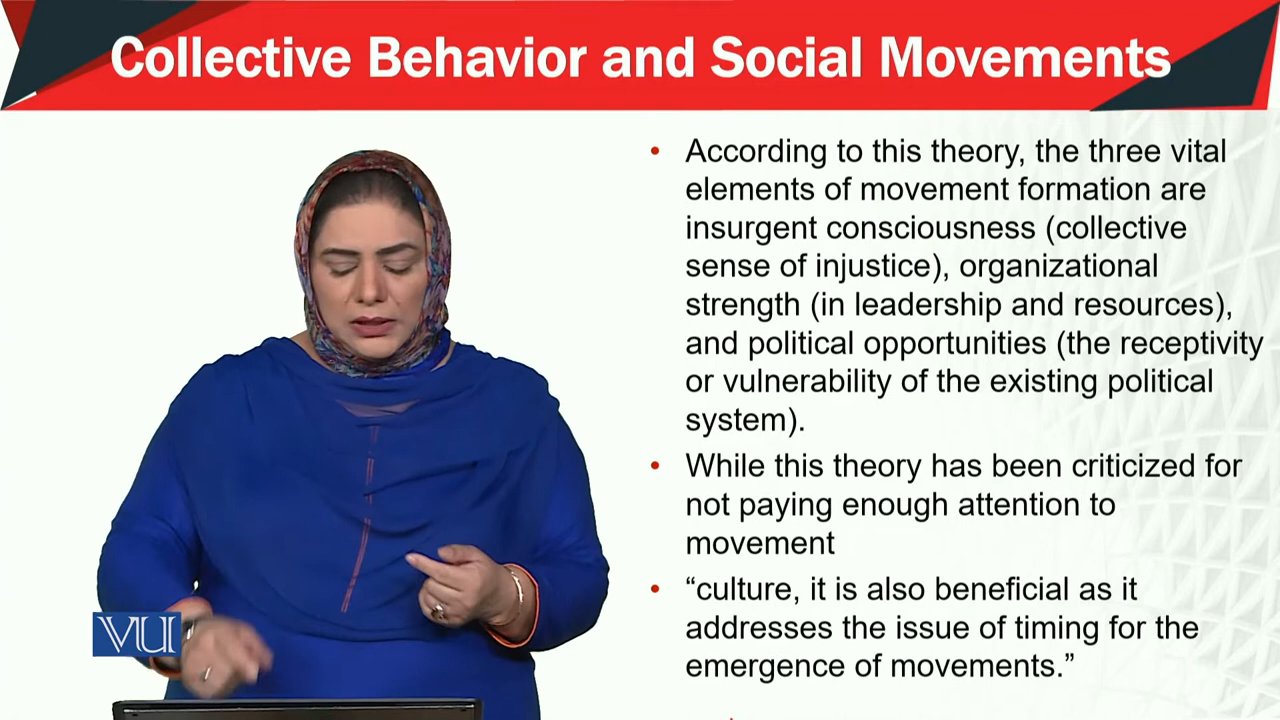 Collective Behavior and Social Movements
• According to this theory, the three vital
elements of movement formation are
insurgent consciousness (collective
sense of injustice), organizational
strength (in leadership and resources),
and political opportunities (the receptivity
or vulnerability of the existing political
system).
• While this theory has been criticized for
not paying enough attention to
movement
• “culture, it is also beneficial as it
addresses the issue of timing for the
emergence of movements.”
VU